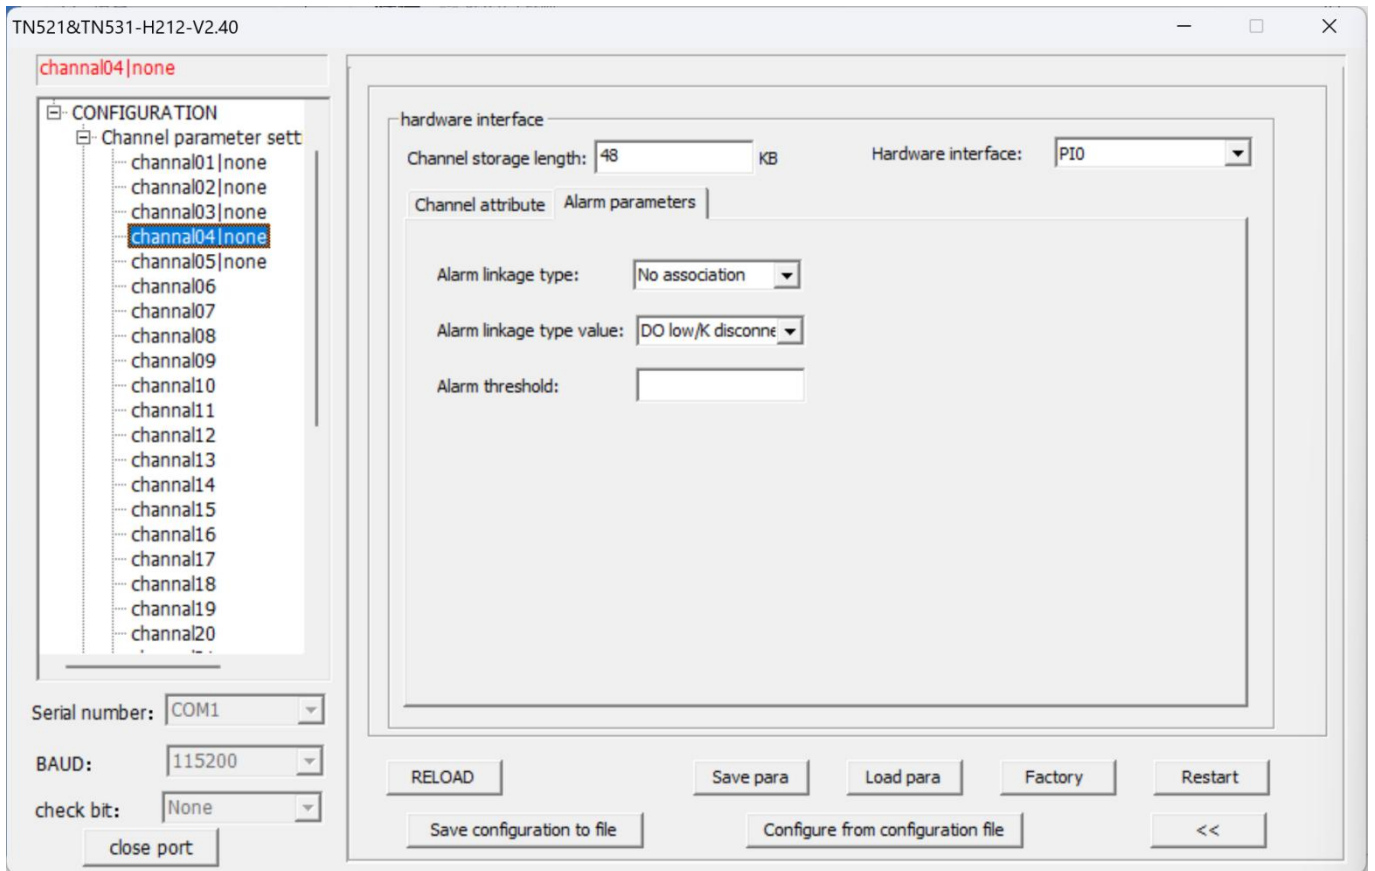 TN521&TN531-H212-V2.40
channal04|none
CONFIGURATION
Channel parameter setti
channal01|none
channal02|none
channal03|none
channal04|none
channal05|none
channal06
channal07
channal08
channal09
channal10
channal11
channal12
channal13
channal14
channal15
channal16
channal17
channal18
channal19
channal20
Serial number: COM1
BAUD: 115200
check bit: None
close port
hardware interface
Channel storage length: 48 KB Hardware interface: PI0
Channel attribute Alarm parameters
Alarm linkage type: No association
Alarm linkage type value: DO low/K disconne
Alarm threshold:
RELOAD Save para Load para Factory Restart
Save configuration to file Configure from configuration file <<